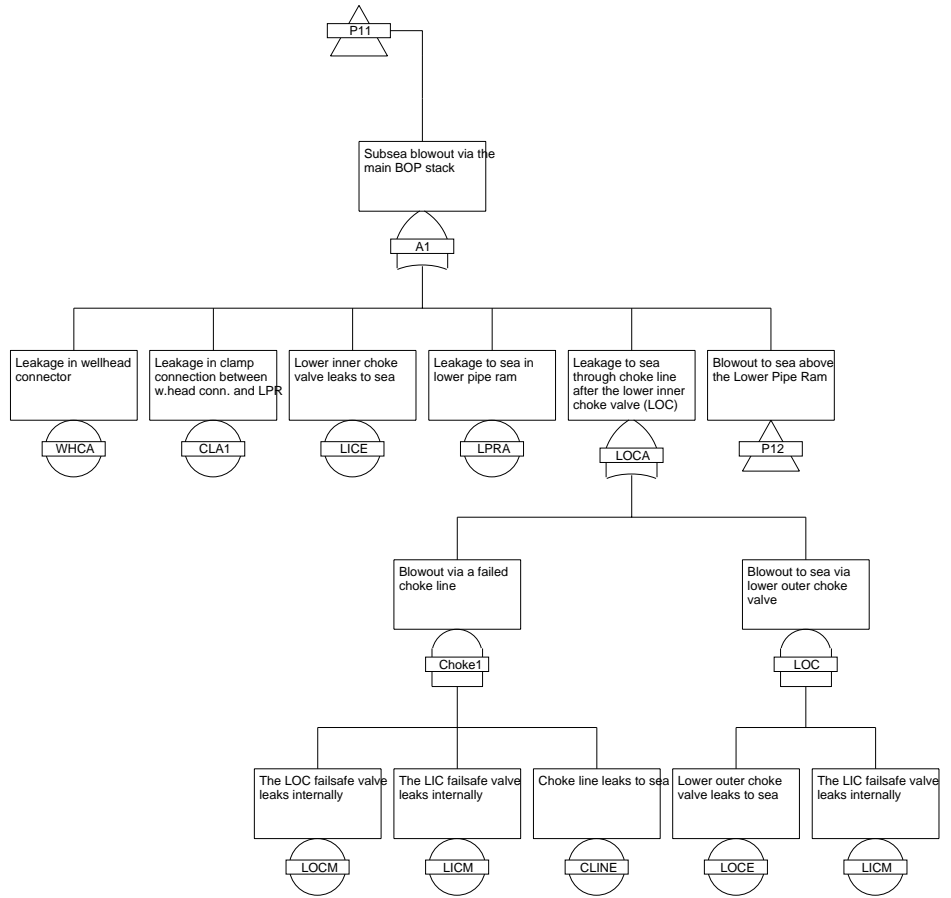 P11
Subsea blowout via the
main BOP stack
A1
Leakage in wellhead
connector
WHCA
Leakage in clamp
connection between
w.head conn. and LPR
CLA1
Lower inner choke
valve leaks to sea
LICE
Leakage to sea in
lower pipe ram
LPRA
Leakage to sea
through choke line
after the lower inner
choke valve (LOC)
LOCA
Blowout to sea above
the Lower Pipe Ram
P12
Blowout via a failed
choke line
Choke1
Blowout to sea via
lower outer choke
valve
LOC
The LOC failsafe valve
leaks internally
LOCM
The LIC failsafe valve
leaks internally
LICM
Choke line leaks to sea
CLINE
Lower outer choke
valve leaks to sea
LOCE
The LIC failsafe valve
leaks internally
LICM